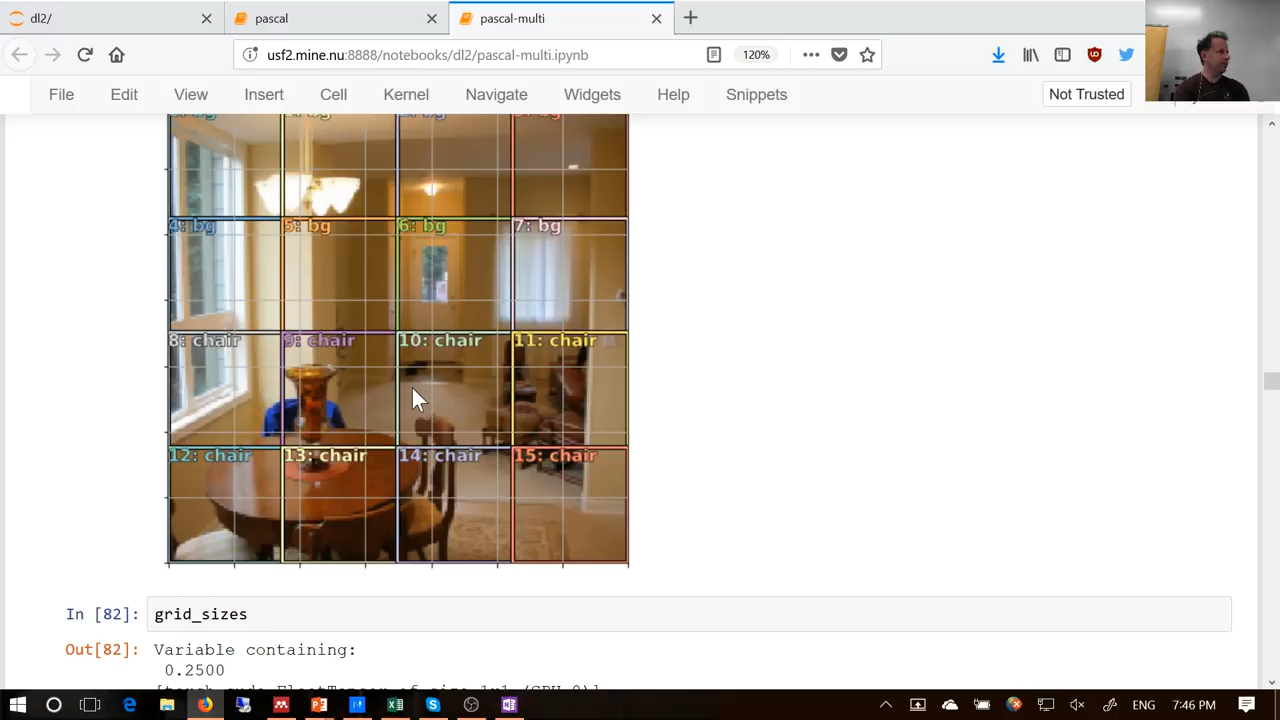 dl2/
pascal
pascal-multi
usf2.mine.nu:8888/notebooks/dl2/pascal-multi.ipynb
120%
File Edit View Insert Cell Kernel Navigate Widgets Help Snippets
Not Trusted
4: bg 5: bg 6: bg 7: bg
8: chair 9: chair 10: chair 11: chair
12: chair 13: chair 14: chair 15: chair
In [82]: grid_sizes
Out[82]: Variable containing:
0.2500
ENG 7:46 PM